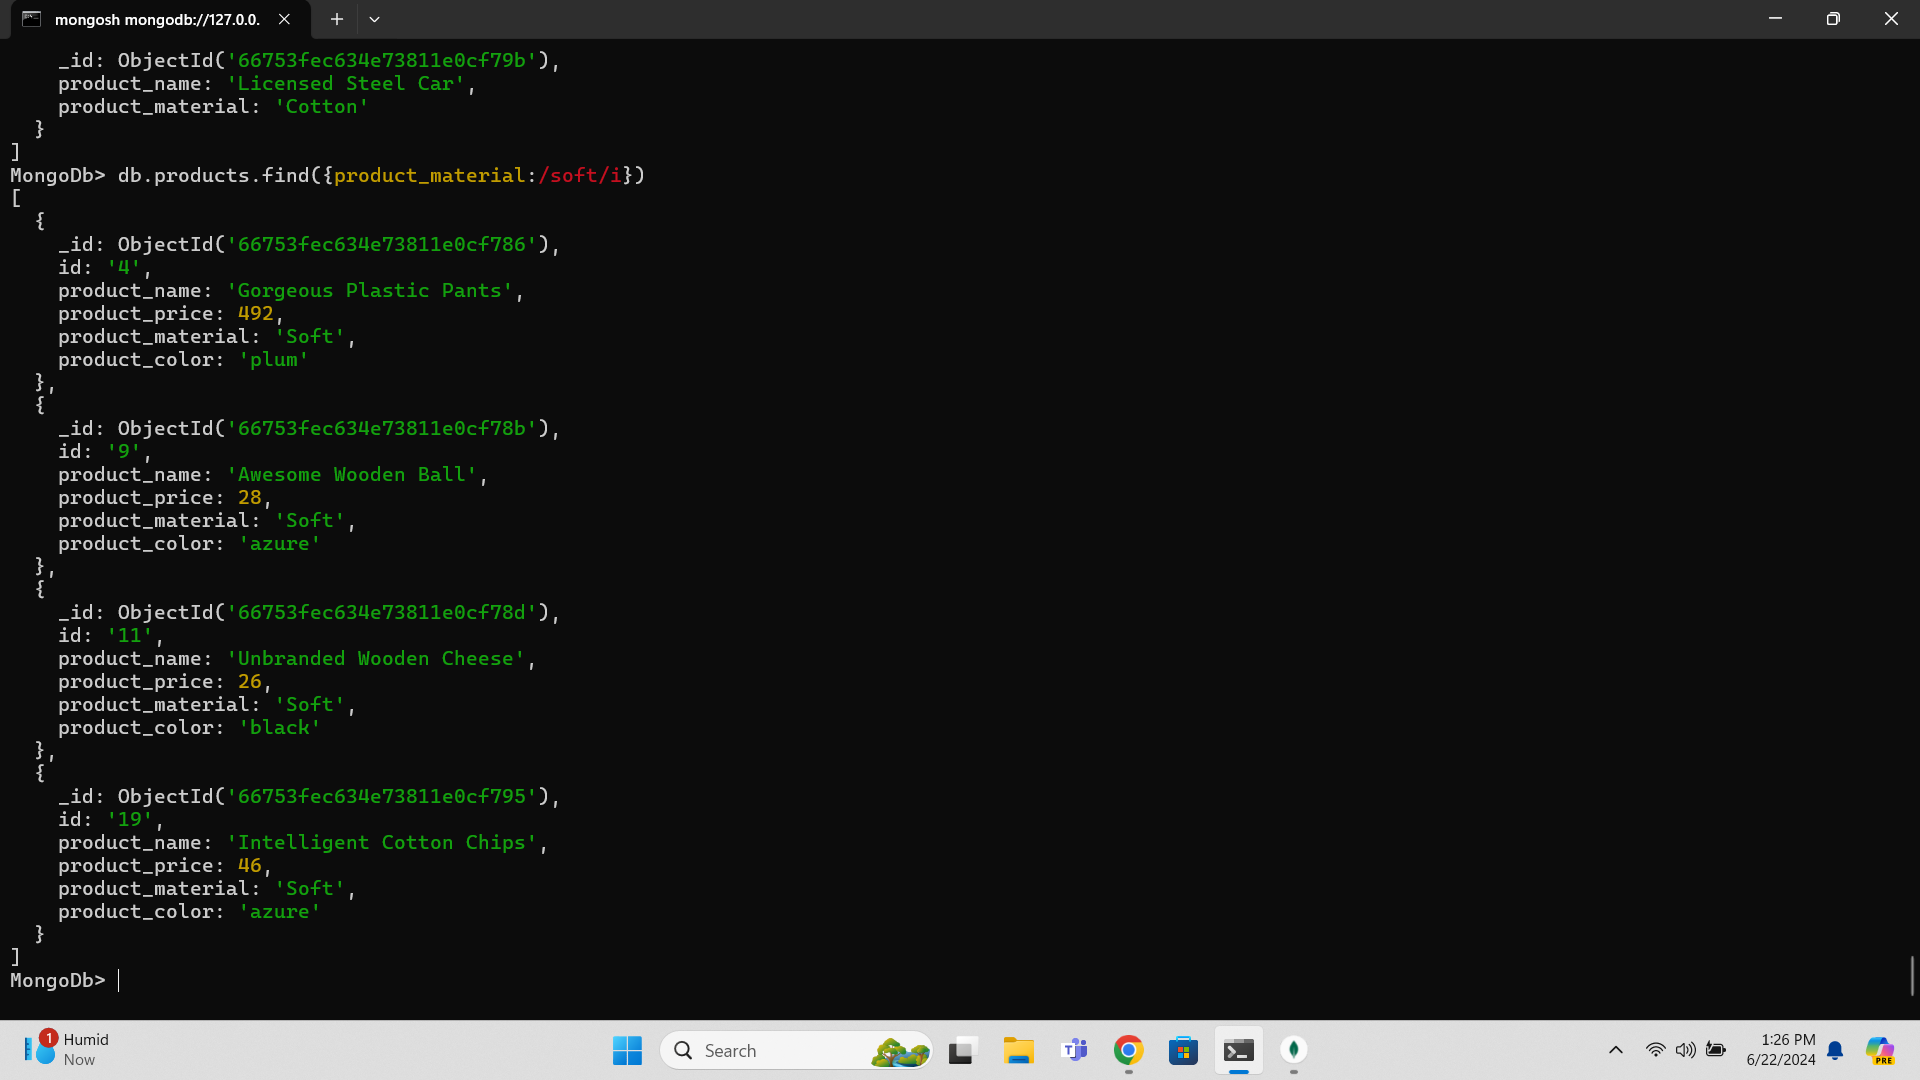 mongosh mongodb://127.0.0.
_id: ObjectId('66753fec634e73811e0cf79b'),
product_name: 'Licensed Steel Car',
product_material: 'Cotton'
}
]
MongoDb> db.products.find({product_material:/soft/i})
[
{
_id: ObjectId('66753fec634e73811e0cf786'),
id: '4',
product_name: 'Gorgeous Plastic Pants',
product_price: 492,
product_material: 'Soft',
product_color: 'plum'
},
{
_id: ObjectId('66753fec634e73811e0cf78b'),
id: '9',
product_name: 'Awesome Wooden Ball',
product_price: 28,
product_material: 'Soft',
product_color: 'azure'
},
{
_id: ObjectId('66753fec634e73811e0cf78d'),
id: '11',
product_name: 'Unbranded Wooden Cheese',
product_price: 26,
product_material: 'Soft',
product_color: 'black'
},
{
_id: ObjectId('66753fec634e73811e0cf795'),
id: '19',
product_name: 'Intelligent Cotton Chips',
product_price: 46,
product_material: 'Soft',
product_color: 'azure'
}
]
MongoDb>
1
Humid
Now
Search
1:26 PM
6/22/2024
PRE